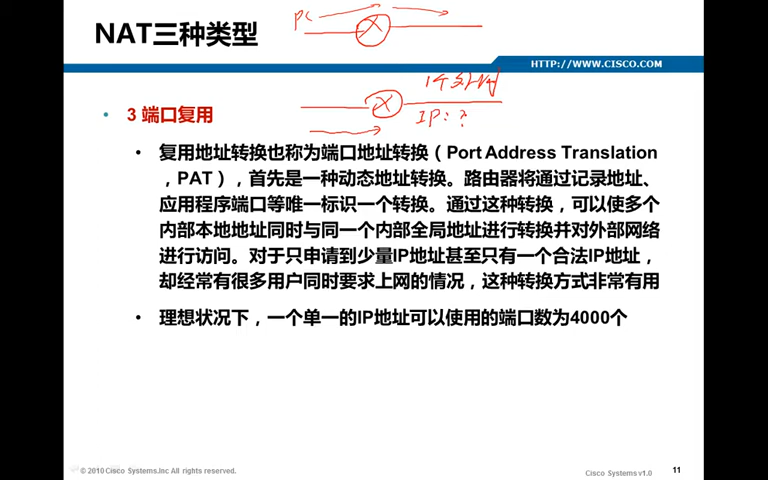 NAT三种类型
PC
HTTP://WWW.CISCO.COM
1个外网
IP:?
• 3 端口复用
• 复用地址转换也称为端口地址转换（Port Address Translation
，PAT），首先是一种动态地址转换。路由器将通过记录地址、
应用程序端口等唯一标识一个转换。通过这种转换，可以使多个
内部本地地址同时与同一个内部全局地址进行转换并对外部网络
进行访问。对于只申请到少量IP地址甚至只有一个合法IP地址，
却经常有很多用户同时要求上网的情况，这种转换方式非常有用
• 理想状况下，一个单一的IP地址可以使用的端口数为4000个
© 2010 Cisco Systems.Inc All rights reserved.
Cisco Systems v1.0
11